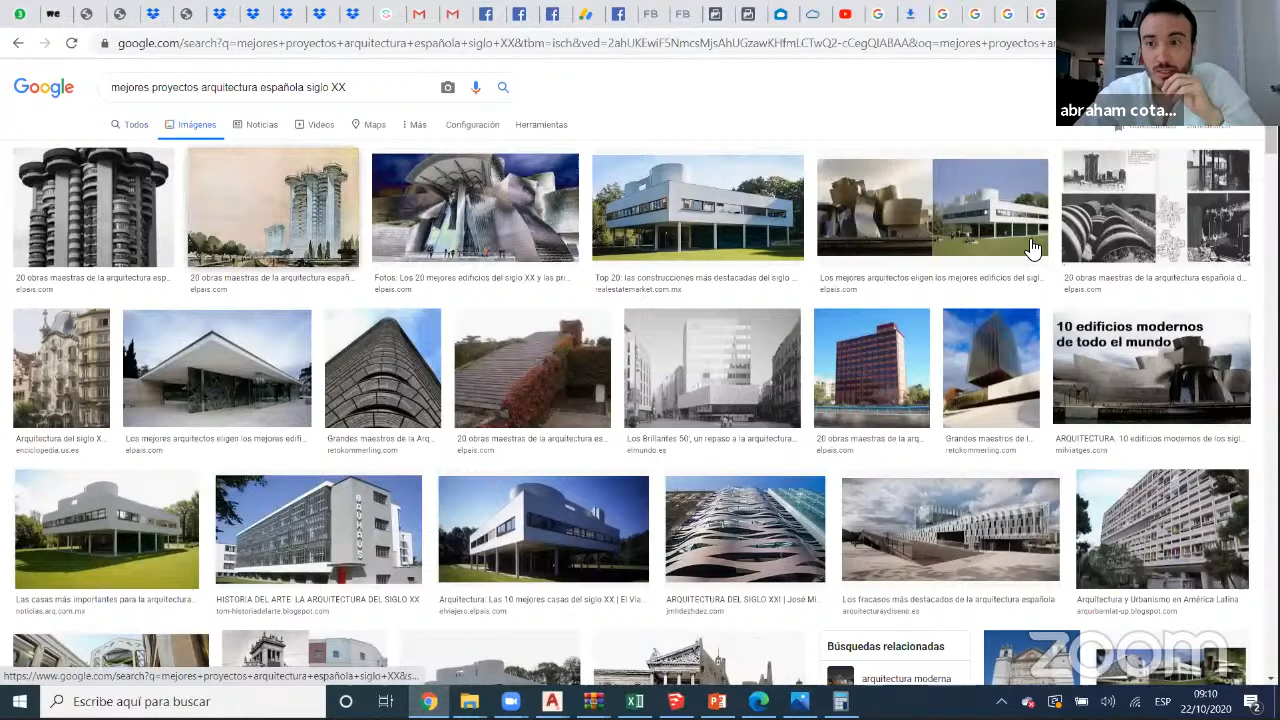 google.com/search?q=mejores+proyectos+arquitectura+española+siglo+XX&tbm=isch&ved=2ahUKEwiF5NmcsMjsAhUGzawKHfmLCTwQ2-cCegQIABAA&oq=mejores+proyectos+ar
Google
mejores proyectos arquitectura española siglo XX
abraham cota...
Todos
Imágenes
Noticias
Vídeos
Maps
Más
Configuración
Herramientas
20 obras maestras de la arquitectura esp...
20 obras maestras de la arquitectura españ...
Fotos: Los 20 mejores edificios del siglo XX y las pri...
Top 20: las construcciones más destacadas del siglo ...
Los mejores arquitectos eligen los mejores edificios del sigl...
20 obras maestras de la arquitectura española d...
elpais.com
elpais.com
elpais.com
realestatemarket.com.mx
elpais.com
elpais.com
10 edificios modernos
de todo el mundo
Arquitectura del siglo X...
Los mejores arquitectos eligen los mejores edifi...
Grandes maestros de la Arq...
20 obras maestras de la arquitectura es...
Los Brillantes 50', un repaso a la arquitectura...
20 obras maestras de la arq...
Grandes maestros de l...
ARQUITECTURA. 10 edificios modernos de los sigl...
enciclopedia.us.es
elpais.com
retokommerling.com
elpais.com
elmundo.es
elpais.com
retokommerling.com
milviatges.com
Las casas más importantes para la arquitectura...
HISTORIA DEL ARTE: LA ARQUITECTURA DEL SIGLO XX
Arquitectura: Las 10 mejores casas del siglo XX | El Via...
ARQUITECTURA DEL SIGLO XXI | José Mi...
Los fracasos más destacados de la arquitectura española
Arquitectura y Urbanismo en América Latina
noticias.arq.com.mx
tom-historiadelarte.blogspot.com
elviajero.elpais.com
jmhdezhdez.com
arquitecturaydiseno.es
arqurbamlat-up.blogspot.com
Búsquedas relacionadas
arquitectura moderna
zoom
https://www.google.com/search?q=mejores+proyectos+arquitectura+española+siglo+XX&s...
Escribe aquí para buscar
ESP
09:10
22/10/2020
2